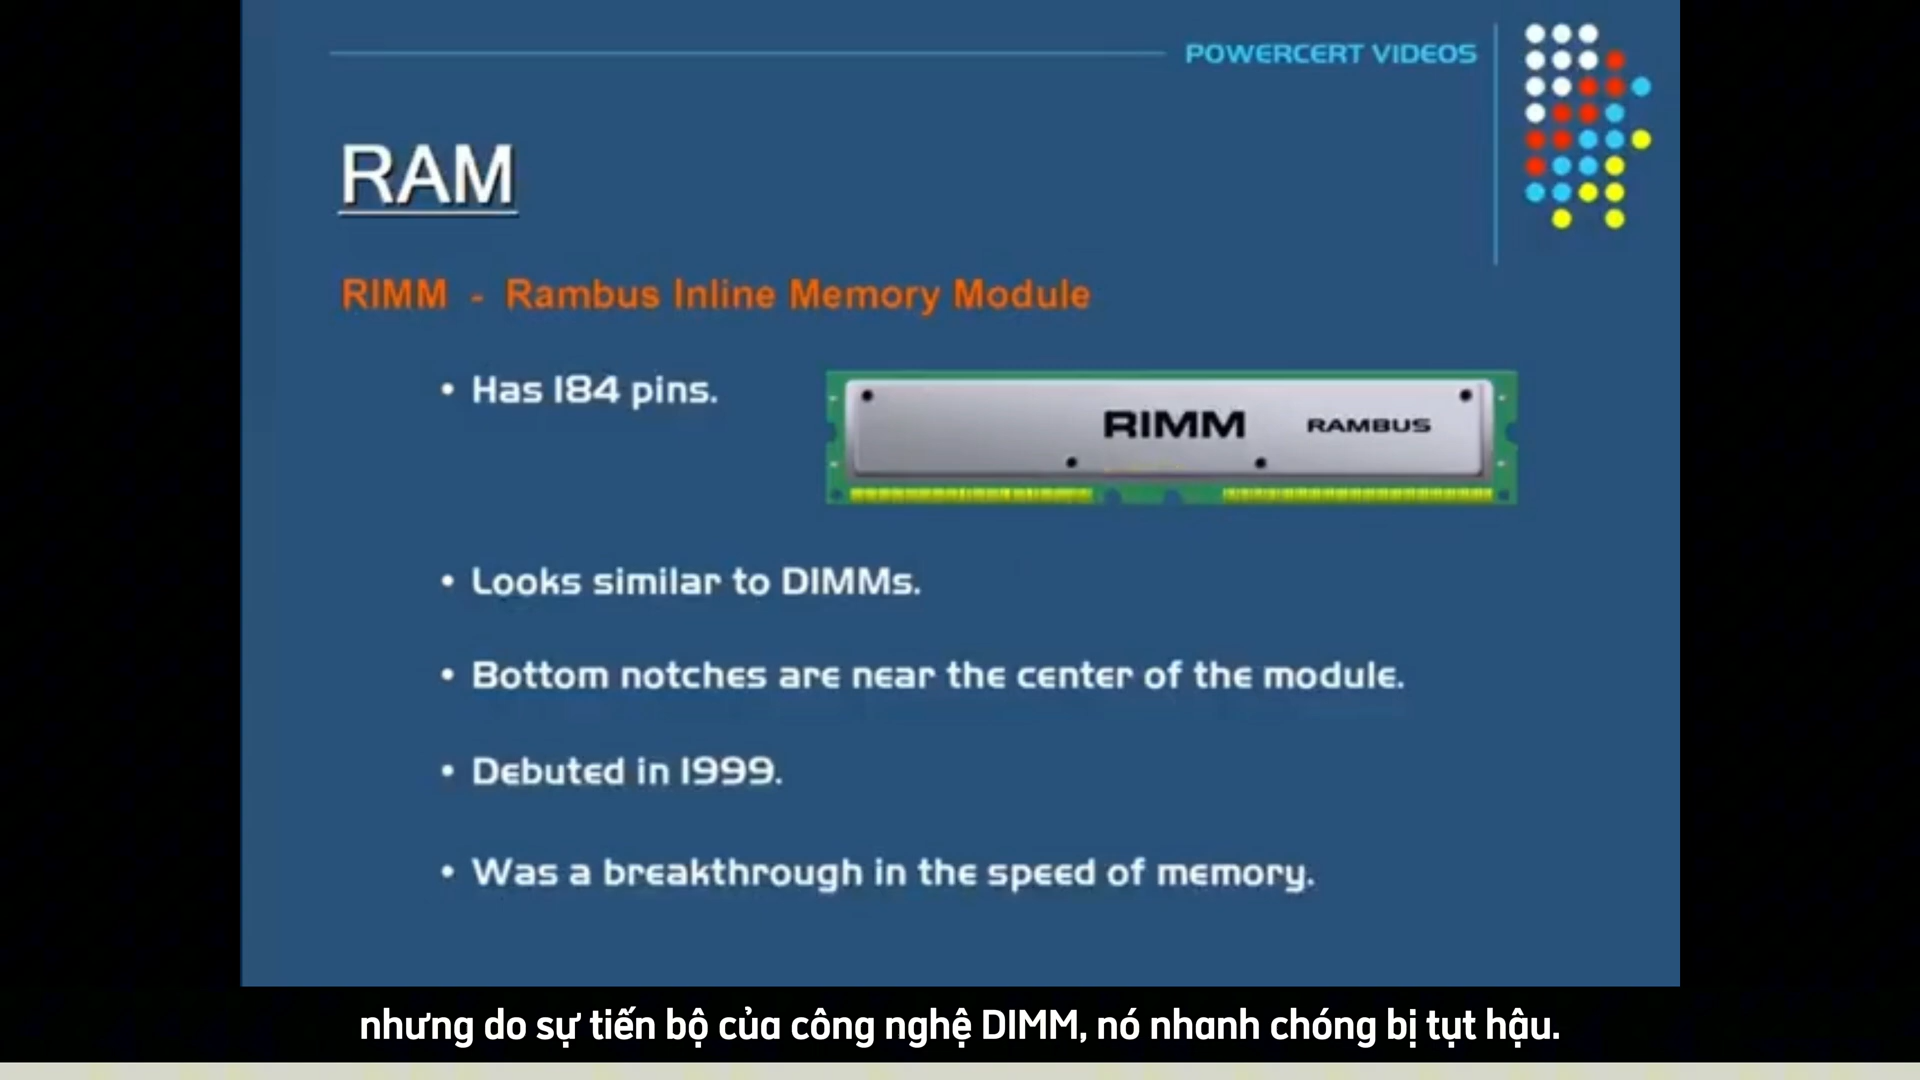 POWERCERT VIDEOS
RAM
RIMM - Rambus Inline Memory Module
• Has 184 pins.
RIMM RAMBUS
• Looks similar to DIMMs.
• Bottom notches are near the center of the module.
• Debuted in 1999.
• Was a breakthrough in the speed of memory.
nhưng do sự tiến bộ của công nghệ DIMM, nó nhanh chóng bị tụt hậu.